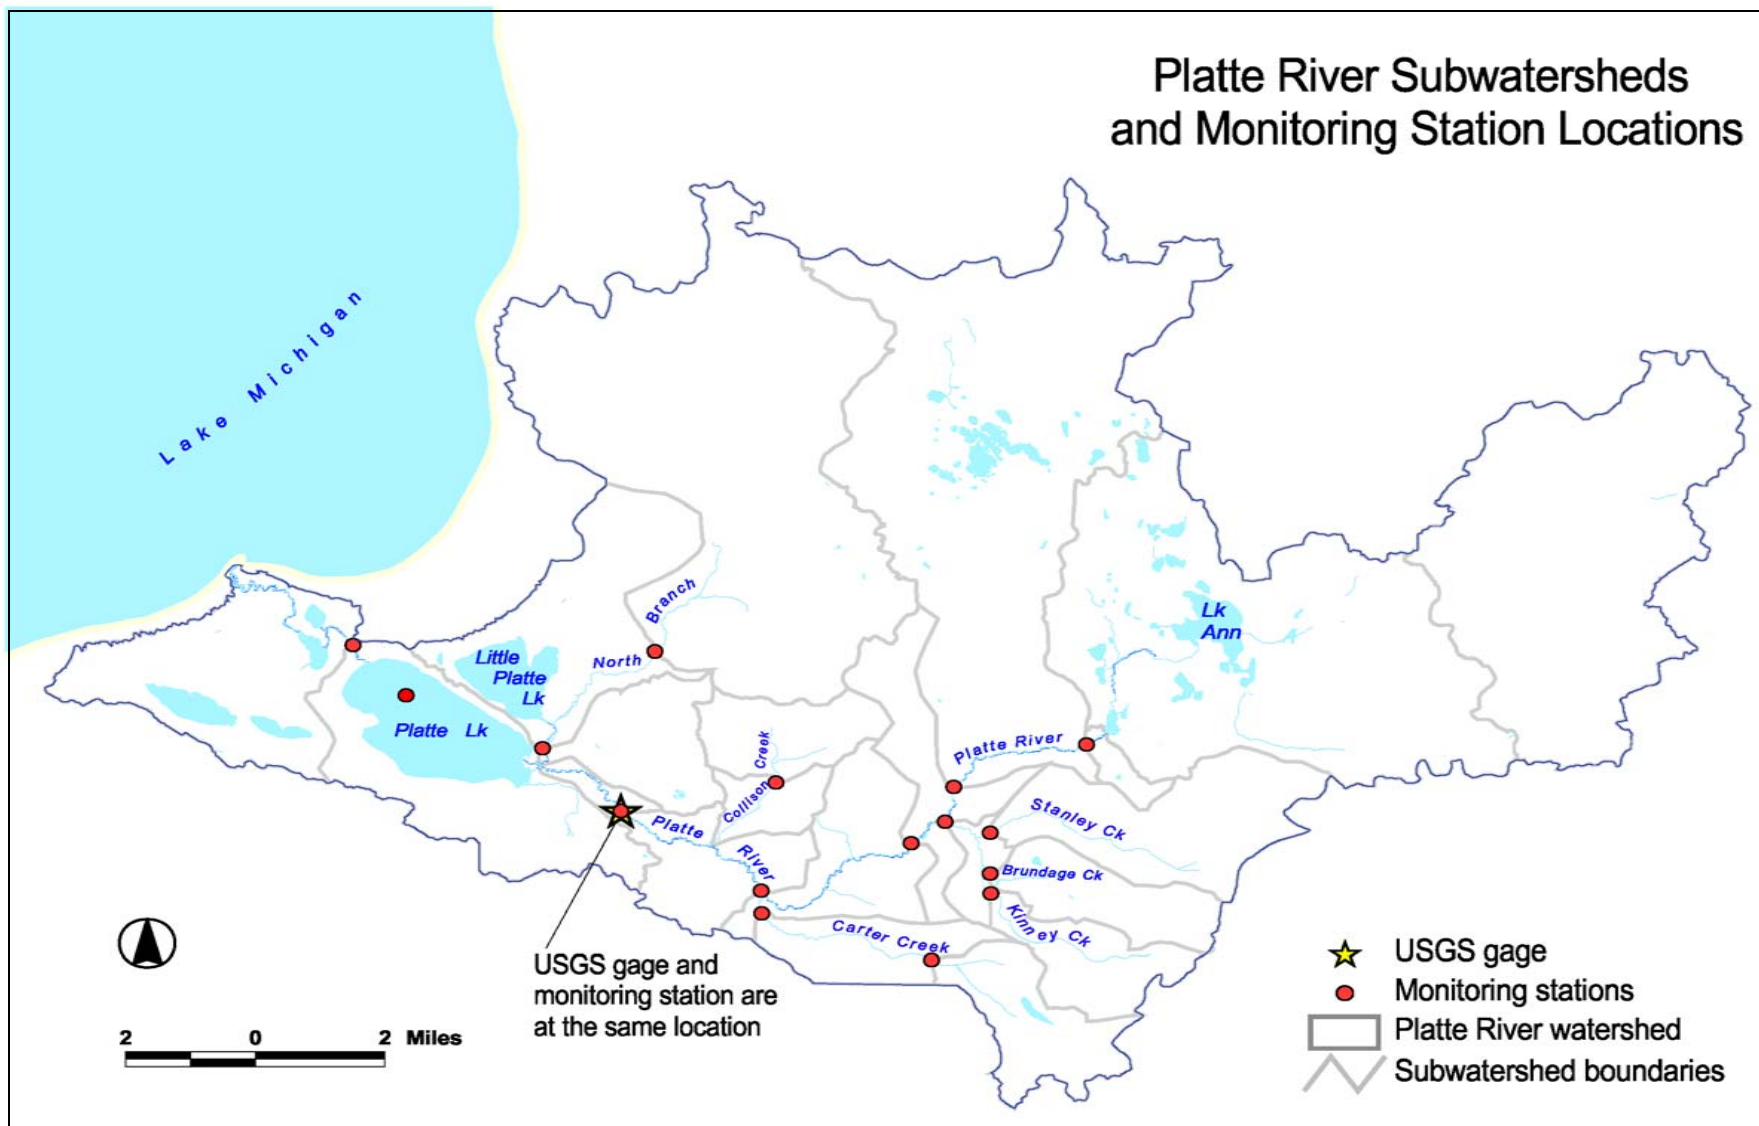 Platte River Subwatersheds
and Monitoring Station Locations
Lake Michigan
Branch
North
Little
Platte
Lk
Platte Lk
Lk
Ann
Platte River
Collison Creek
Stanley Ck
Platte River
Brundage Ck
Kinney Ck
Carter Creek
USGS gage and
monitoring station are
at the same location
2 0 2 Miles
USGS gage
Monitoring stations
Platte River watershed
Subwatershed boundaries